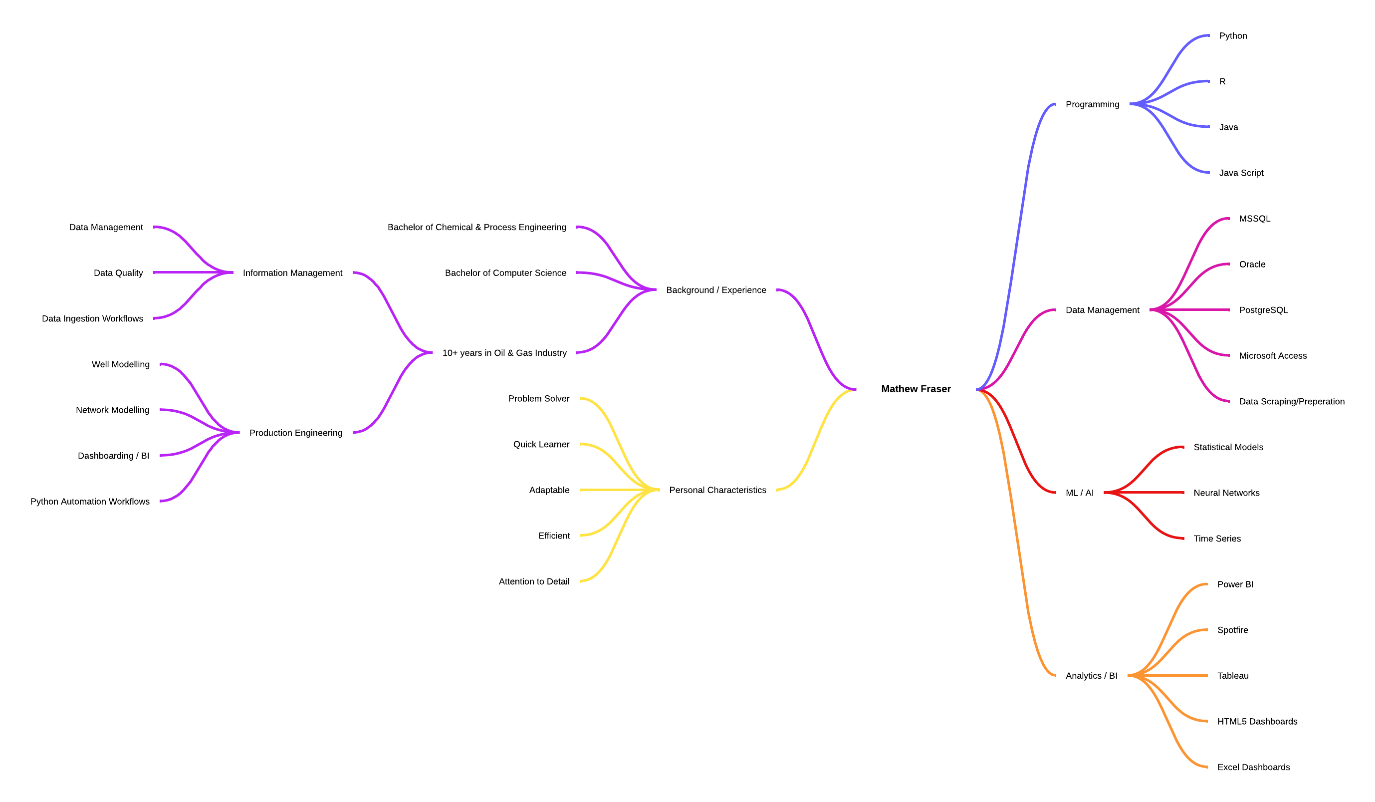 Mathew Fraser
Programming
Python
R
Java
Java Script
Data Management
MSSQL
Oracle
PostgreSQL
Microsoft Access
Data Scraping/Preperation
ML / AI
Statistical Models
Neural Networks
Time Series
Analytics / BI
Power BI
Spotfire
Tableau
HTML5 Dashboards
Excel Dashboards
Background / Experience
Bachelor of Chemical & Process Engineering
Bachelor of Computer Science
10+ years in Oil & Gas Industry
Information Management
Data Management
Data Quality
Data Ingestion Workflows
Production Engineering
Well Modelling
Network Modelling
Dashboarding / BI
Python Automation Workflows
Personal Characteristics
Problem Solver
Quick Learner
Adaptable
Efficient
Attention to Detail